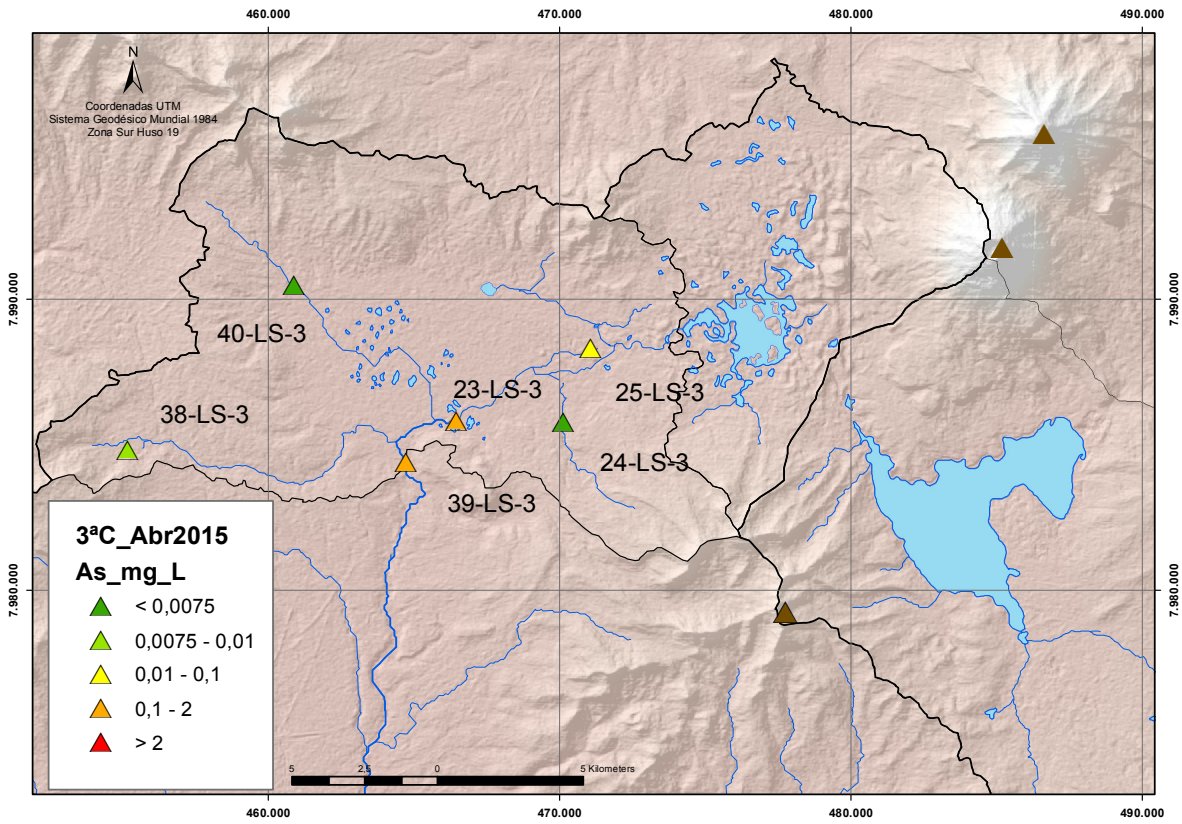 460.000
470.000
480.000
490.000
N
Coordenadas UTM
Sistema Geodésico Mundial 1984
Zona Sur Huso 19
7.990.000
7.990.000
40-LS-3
23-LS-3
25-LS-3
38-LS-3
24-LS-3
39-LS-3
3ªC_Abr2015
As_mg_L
< 0,0075
0,0075 - 0,01
0,01 - 0,1
0,1 - 2
> 2
7.980.000
7.980.000
5 2,5 0 5 Kilometers
460.000
470.000
480.000
490.000